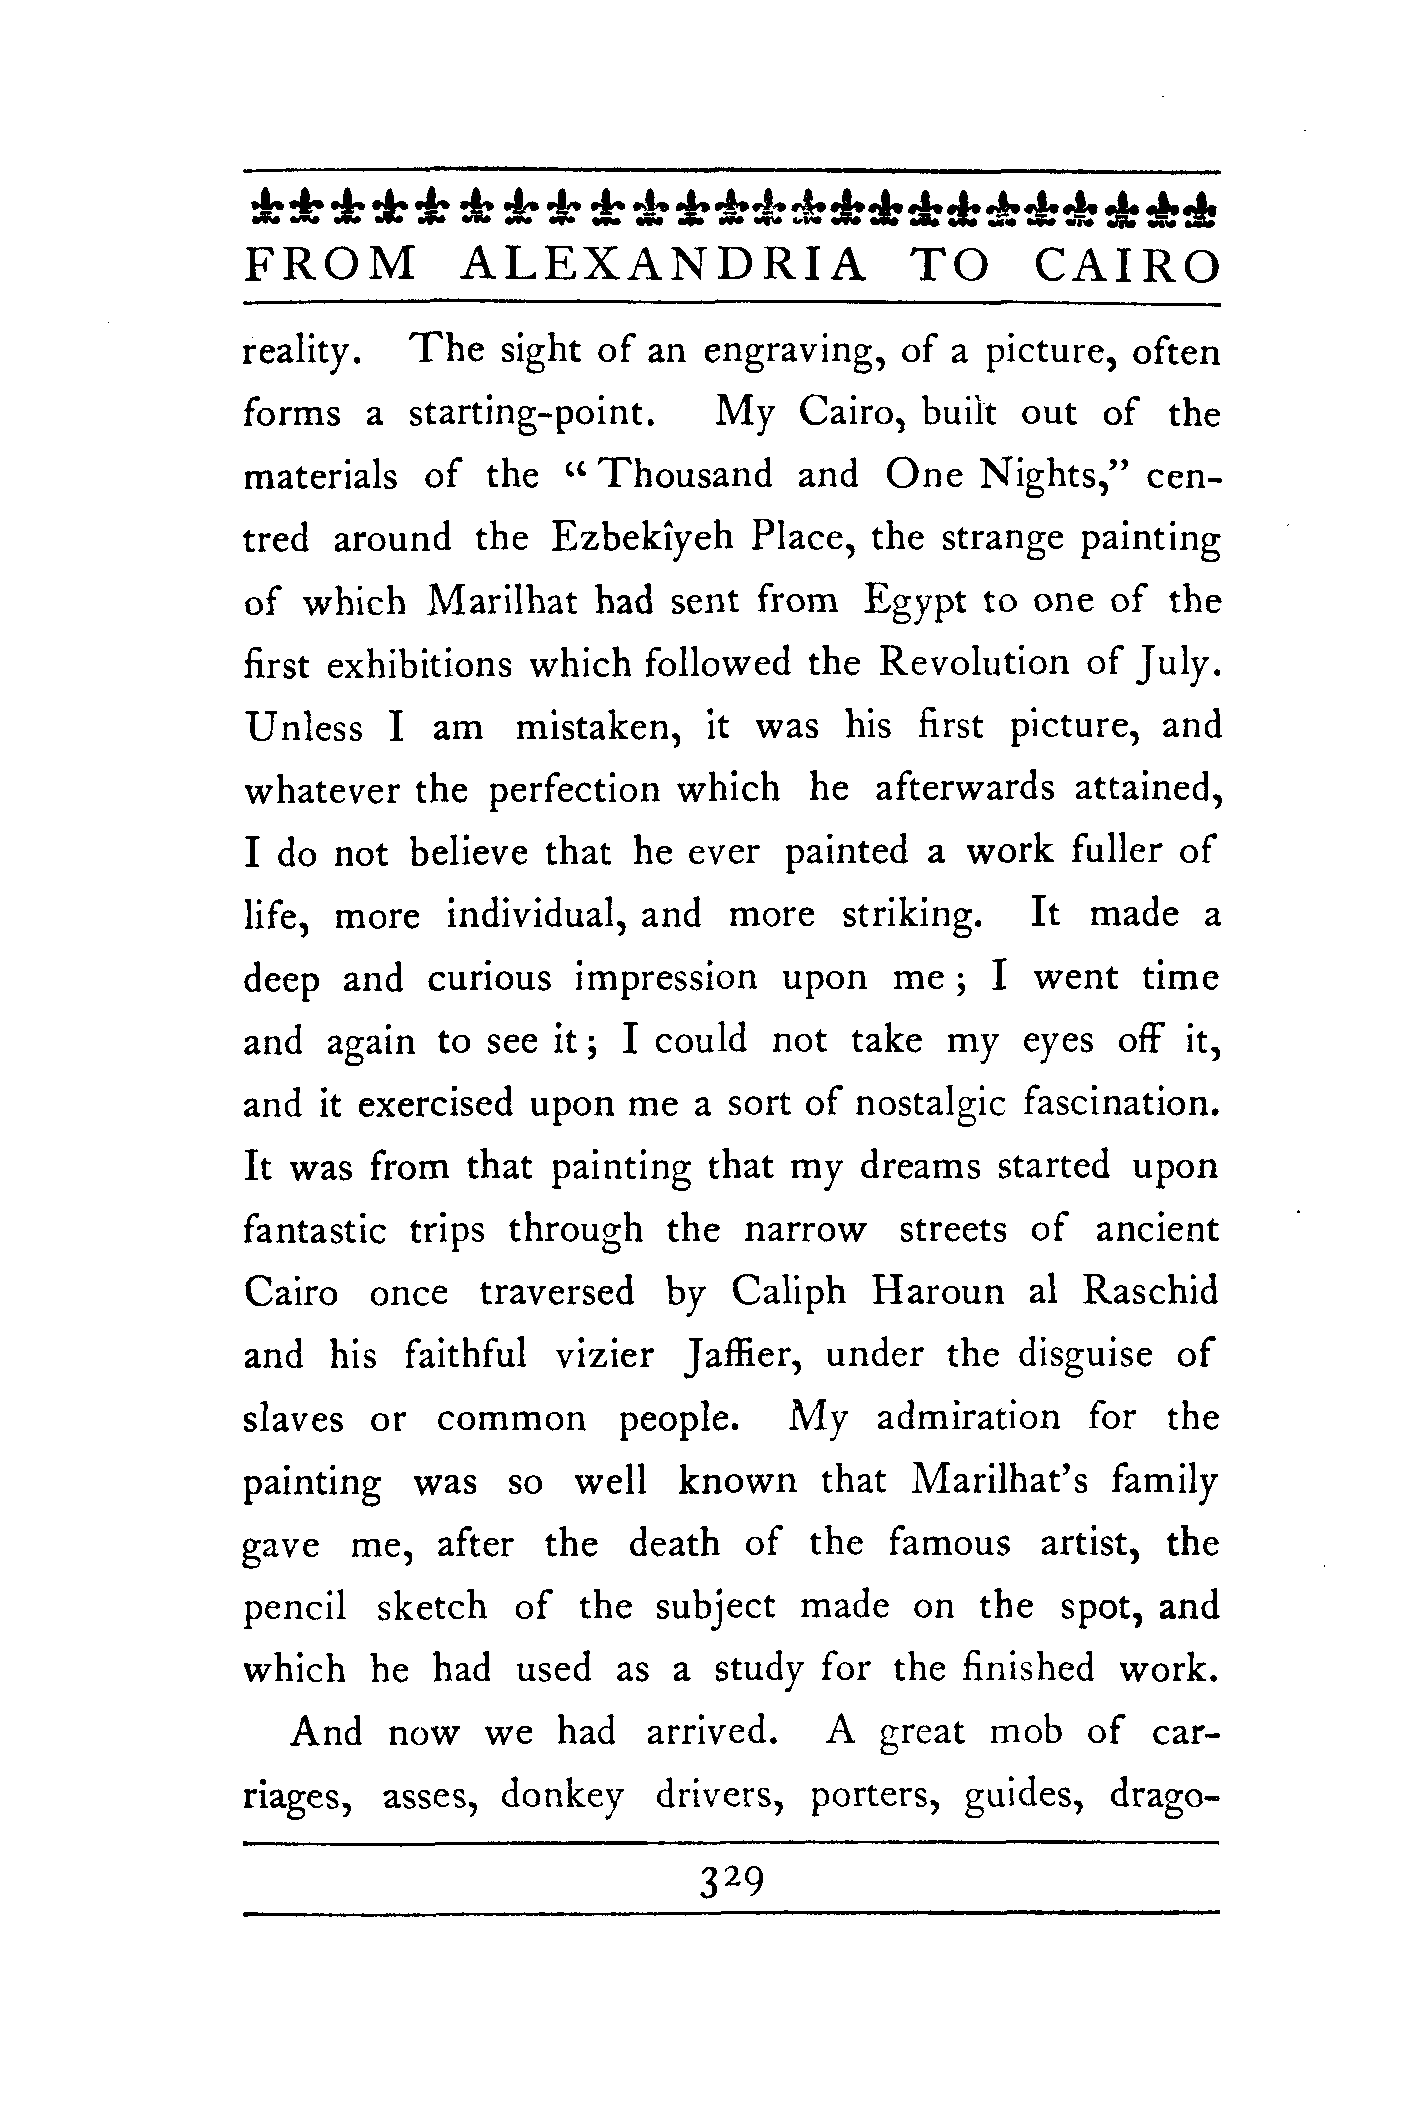 FROM ALEXANDRIA TO CAIRO
reality. The sight of an engraving, of a picture, often
forms a starting-point. My Cairo, built out of the
materials of the “Thousand and One Nights,” cen-
tred around the Ezbekîyeh Place, the strange painting
of which Marilhat had sent from Egypt to one of the
first exhibitions which followed the Revolution of July.
Unless I am mistaken, it was his first picture, and
whatever the perfection which he afterwards attained,
I do not believe that he ever painted a work fuller of
life, more individual, and more striking. It made a
deep and curious impression upon me; I went time
and again to see it; I could not take my eyes off it,
and it exercised upon me a sort of nostalgic fascination.
It was from that painting that my dreams started upon
fantastic trips through the narrow streets of ancient
Cairo once traversed by Caliph Haroun al Raschid
and his faithful vizier Jaffier, under the disguise of
slaves or common people. My admiration for the
painting was so well known that Marilhat’s family
gave me, after the death of the famous artist, the
pencil sketch of the subject made on the spot, and
which he had used as a study for the finished work.
And now we had arrived. A great mob of car-
riages, asses, donkey drivers, porters, guides, drago-
329